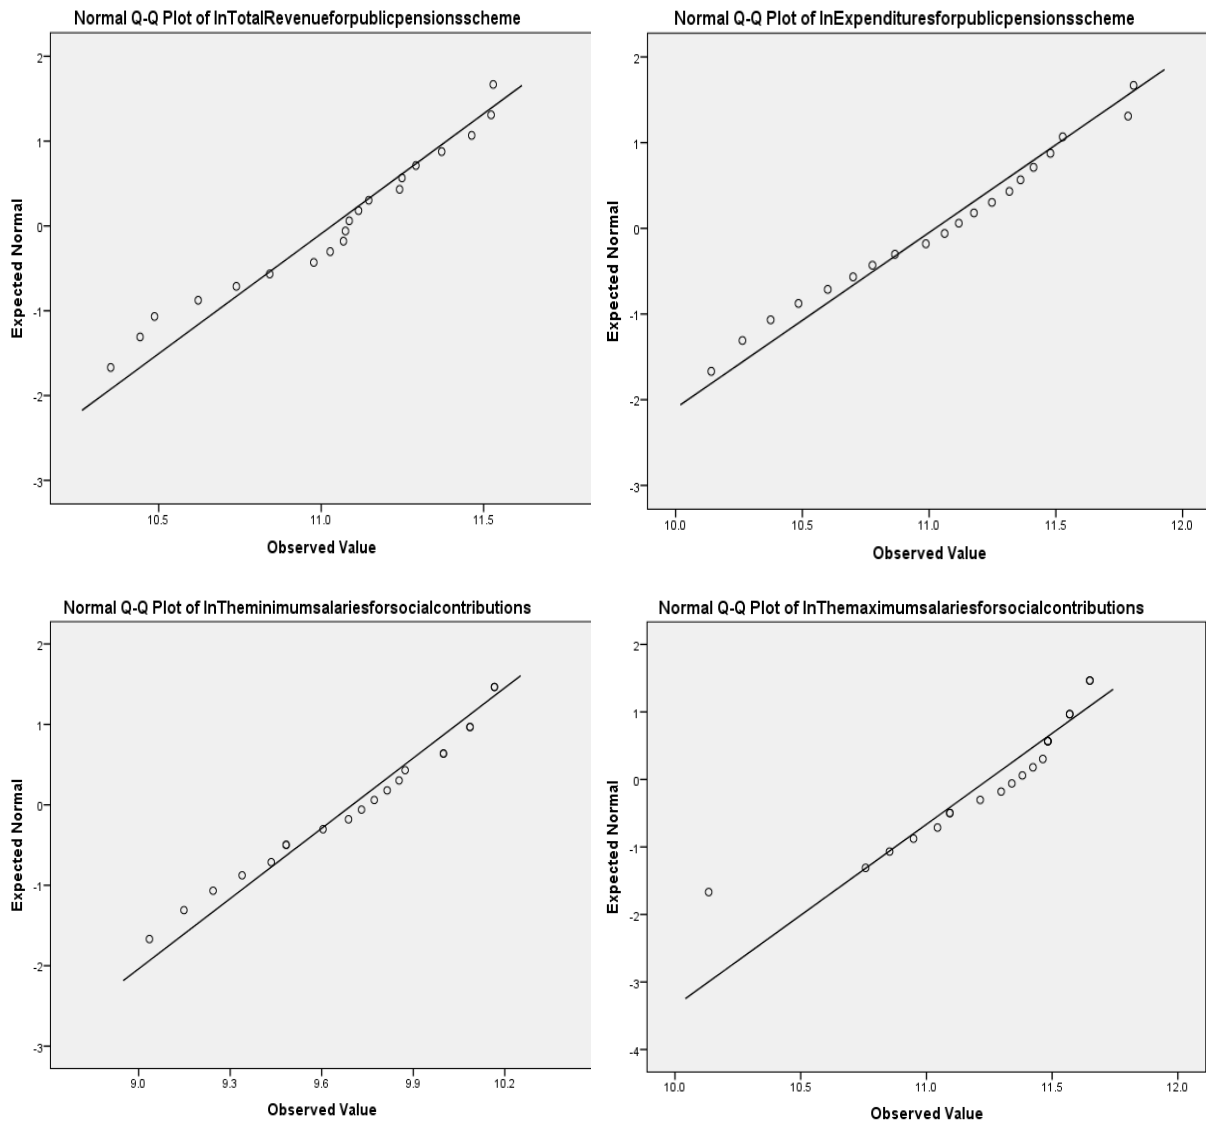 Normal Q-Q Plot of lnTotalRevenueforpublicpensionsscheme
2
1
0
-1
-2
-3
Expected Normal
10.5 11.0 11.5
Observed Value
Normal Q-Q Plot of lnExpendituresforpublicpensionsscheme
2
1
0
-1
-2
-3
Expected Normal
10.0 10.5 11.0 11.5 12.0
Observed Value
Normal Q-Q Plot of lnTheminimumsalariesforsocialcontributions
2
1
0
-1
-2
-3
Expected Normal
9.0 9.3 9.6 9.9 10.2
Observed Value
Normal Q-Q Plot of lnThemaximumsalariesforsocialcontributions
2
1
0
-1
-2
-3
-4
Expected Normal
10.0 10.5 11.0 11.5 12.0
Observed Value